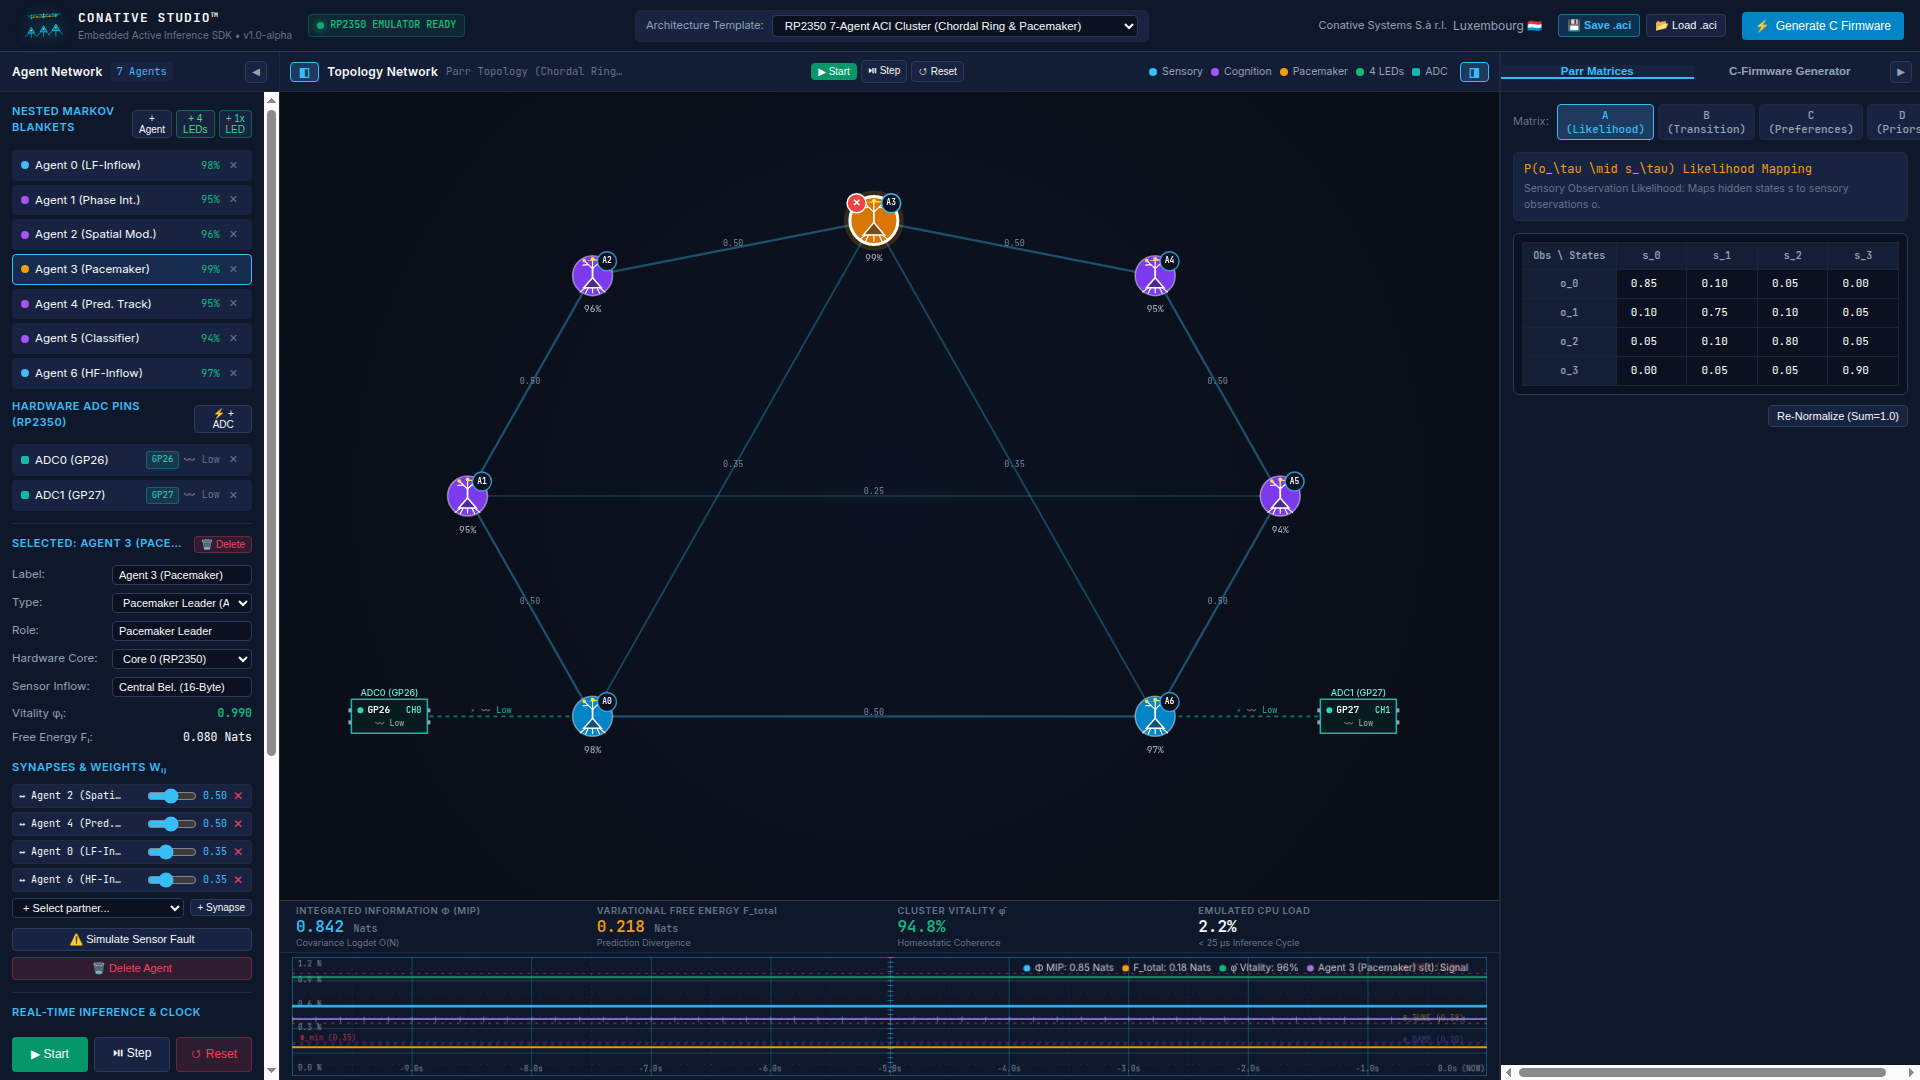 CONATIVE STUDIO™
Embedded Active Inference SDK • v1.0-alpha
RP2350 EMULATOR READY
Architecture Template:
RP2350 7-Agent ACI Cluster (Chordal Ring & Pacemaker)
Conative Systems S.à r.l. Luxembourg 🇱🇺
💾 Save .aci
📂 Load .aci
⚡ Generate C Firmware
Agent Network 7 Agents
Topology Network Parr Topology (Chordal Ring…
▶ Start
⏯ Step
↺ Reset
Sensory
Cognition
Pacemaker
4 LEDs
ADC
Parr Matrices
C-Firmware Generator
NESTED MARKOV
BLANKETS
+
Agent
+ 4
LEDs
+ 1x
LED
Agent 0 (LF-Inflow) 98% ✕
Agent 1 (Phase Int.) 95% ✕
Agent 2 (Spatial Mod.) 96% ✕
Agent 3 (Pacemaker) 99% ✕
Agent 4 (Pred. Track) 95% ✕
Agent 5 (Classifier) 94% ✕
Agent 6 (HF-Inflow) 97% ✕
HARDWARE ADC PINS
(RP2350)
⚡ +
ADC
ADC0 (GP26) GP26 Low ✕
ADC1 (GP27) GP27 Low ✕
SELECTED: AGENT 3 (PACE...
🗑 Delete
Label: Agent 3 (Pacemaker)
Type: Pacemaker Leader (A
Role: Pacemaker Leader
Hardware Core: Core 0 (RP2350)
Sensor Inflow: Central Bel. (16-Byte)
Vitality φᵢ: 0.990
Free Energy Fᵢ: 0.080 Nats
SYNAPSES & WEIGHTS Wᵢⱼ
↔ Agent 2 (Spati… 0.50 ✕
↔ Agent 4 (Pred.… 0.50 ✕
↔ Agent 0 (LF-In… 0.35 ✕
↔ Agent 6 (HF-In… 0.35 ✕
+ Select partner...
+ Synapse
⚠️ Simulate Sensor Fault
🗑 Delete Agent
REAL-TIME INFERENCE & CLOCK
▶ Start
⏯ Step
↺ Reset
A3
99%
A2
96%
A4
95%
A1
95%
A5
94%
A0
98%
A6
97%
0.50
0.50
0.50
0.50
0.35
0.35
0.25
0.50
0.50
0.50
ADC0 (GP26)
GP26 CH0
Low
Low
ADC1 (GP27)
GP27 CH1
Low
Low
INTEGRATED INFORMATION Φ (MIP)
0.842 Nats
Covariance Logdet O(N)
VARIATIONAL FREE ENERGY F_total
0.218 Nats
Prediction Divergence
CLUSTER VITALITY φ̄
94.8%
Homeostatic Coherence
EMULATED CPU LOAD
2.2%
< 25 µs Inference Cycle
Φ MIP: 0.85 Nats
F_total: 0.18 Nats
φ̄ Vitality: 96%
Agent 3 (Pacemaker) s(t): Signal
1.2 N
0.9 N
0.6 N
0.3 N
0.0 N
-9.0s
-8.0s
-7.0s
-6.0s
-5.0s
-4.0s
-3.0s
-2.0s
-1.0s
0.0s (NOW)
Matrix:
A
(Likelihood)
B
(Transition)
C
(Preferences)
D
(Priors
P(o_\tau \mid s_\tau) Likelihood Mapping
Sensory Observation Likelihood: Maps hidden states s to sensory
observations o.
Obs \ States s_0 s_1 s_2 s_3
o_0 0.85 0.10 0.05 0.00
o_1 0.10 0.75 0.10 0.05
o_2 0.05 0.10 0.80 0.05
o_3 0.00 0.05 0.05 0.90
Re-Normalize (Sum=1.0)